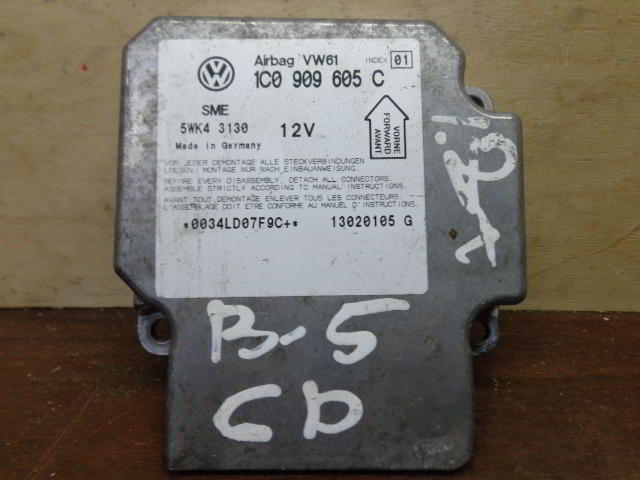 Airbag VW61 INDEX 01
1C0 909 605 C
SME
5WK4 3130 12V
Made in Germany
VORNE
FORWARD
AVANT
VOR JEDER DEMONTAGE ALLE STECKVERBINDUNGEN
LOESEN. MONTAGE NUR NACH EINBAUANWEISUNG.
BEFORE EVERY DISASSEMBLY, DETACH ALL CONNECTORS.
ASSEMBLE STRICTLY ACCORDING TO MANUAL INSTRUCTIONS.
AVANT TOUT DEMONTAGE ENLEVER TOUS LES CONNECTEURS.
L'ASSEMBLAGE DOIT ETRE CONFORME AU MANUEL D'INSTRUCTIONS.
*0034LD07F9C+* 13020105 G
B-5
CD